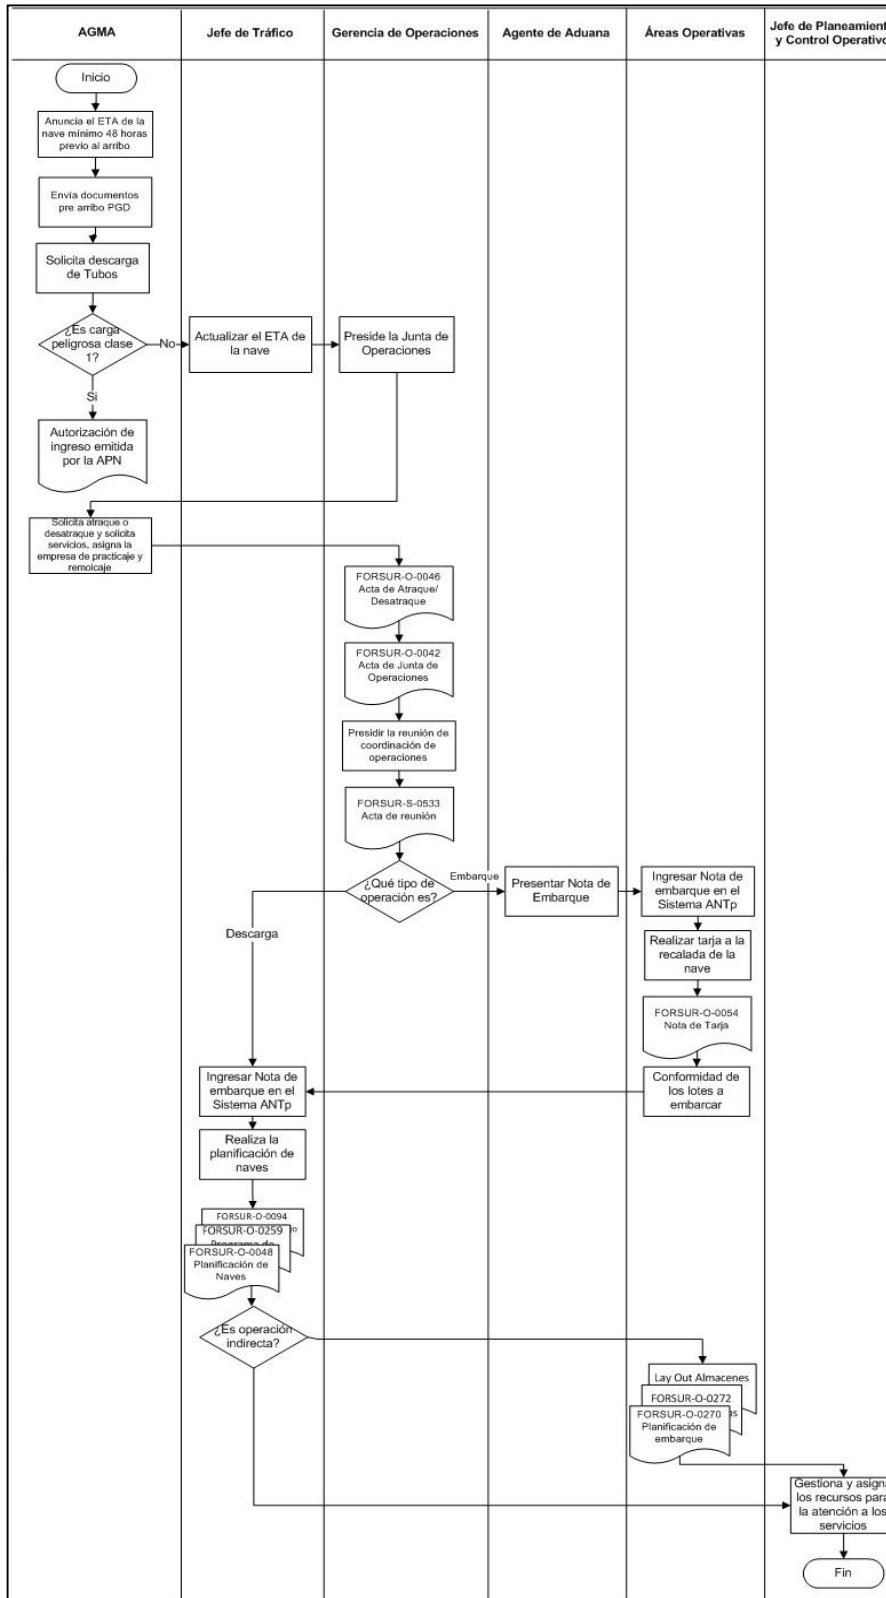 AGMA
Jefe de Tráfico
Gerencia de Operaciones
Agente de Aduana
Áreas Operativas
Jefe de
y Control
Inicio
Anuncia el ETA de la
nave mínimo 48 horas
previo al arribo
Envía documentos
pre arribo PGD
Solicita descarga
de Tubos
¿Es carga
peligrosa clase
1?
No
Actualizar el ETA de
la nave
Preside la Junta de
Operaciones
Si
Autorización de
ingreso emitida
por la APN
Solicita atraque o
desatraque y solicita
servicios, asigna la
empresa de practicaje y
remolcaje
FORSUR-O-0046
Acta de Atraque/
Desatraque
FORSUR-O-0042
Acta de Junta de
Operaciones
Presidir la reunión de
coordinación de
operaciones
FORSUR-S-0533
Acta de reunión
¿Qué tipo de
operación es?
Embarque
Presentar Nota de
Embarque
Ingresar Nota de
embarque en el
Sistema ANTp
Descarga
Realizar tarja a la
recalada de la
nave
FORSUR-O-0054
Nota de Tarja
Ingresar Nota de
embarque en el
Sistema ANTp
Conformidad de
los lotes a
embarcar
Realiza la
planificación de
naves
FORSUR-O-0094
FORSUR-O-0259
Programa de
FORSUR-O-0048
Planificación de
Naves
¿Es operación
indirecta?
Lay Out Almacenes
FORSUR-O-0272
FORSUR-O-0270
Planificación de
embarque
Gestiona y
los recursos para
la atención a los
servicios
Fin